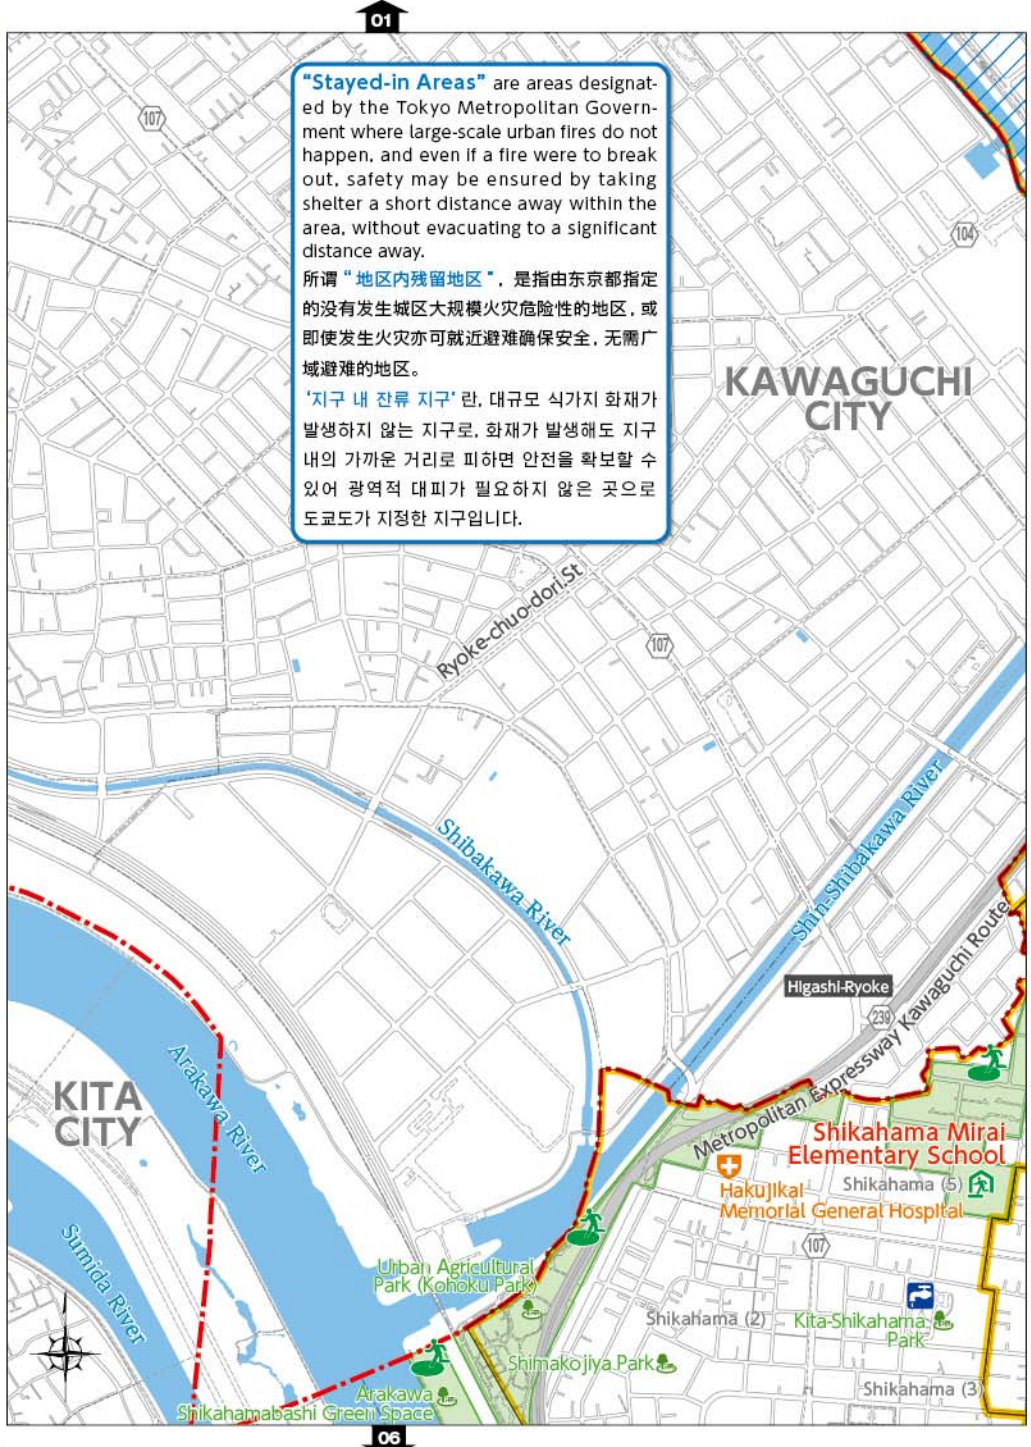 01
107
"Stayed-in Areas" are areas designat-
ed by the Tokyo Metropolitan Govern-
ment where large-scale urban fires do not
happen, and even if a fire were to break
out, safety may be ensured by taking
shelter a short distance away within the
area, without evacuating to a significant
distance away.
所谓“地区内残留地区”，是指由东京都指定
的没有发生城区大规模火灾危险性的地区，或
即使发生火灾亦可就近避难确保安全，无需广
域避难的地区。
‘지구 내 잔류 지구’란, 대규모 식가지 화재가
발생하지 않는 지구로, 화재가 발생해도 지구
내의 가까운 거리로 피하면 안전을 확보할 수
있어 광역적 대피가 필요하지 않은 곳으로
도쿄도가 지정한 지구입니다.
104
KAWAGUCHI
CITY
Ryoke-chuo-dori.St
107
Shibakawa River
Shin-Shibakawa River
Higashi-Ryoke
239
Metropolitan Expressway Kawaguchi Route
KITA
CITY
Arakawa River
Sumida River
Shikahama Mirai
Elementary School
Shikahama (5)
Hakujikai
Memorial General Hospital
107
Urban Agricultural
Park (Kohoku Park)
Shikahama (2)
Kita-Shikahama
Park
Shimakojiya Park
Shikahama (3)
Arakawa
Shikahamabashi Green Space
06